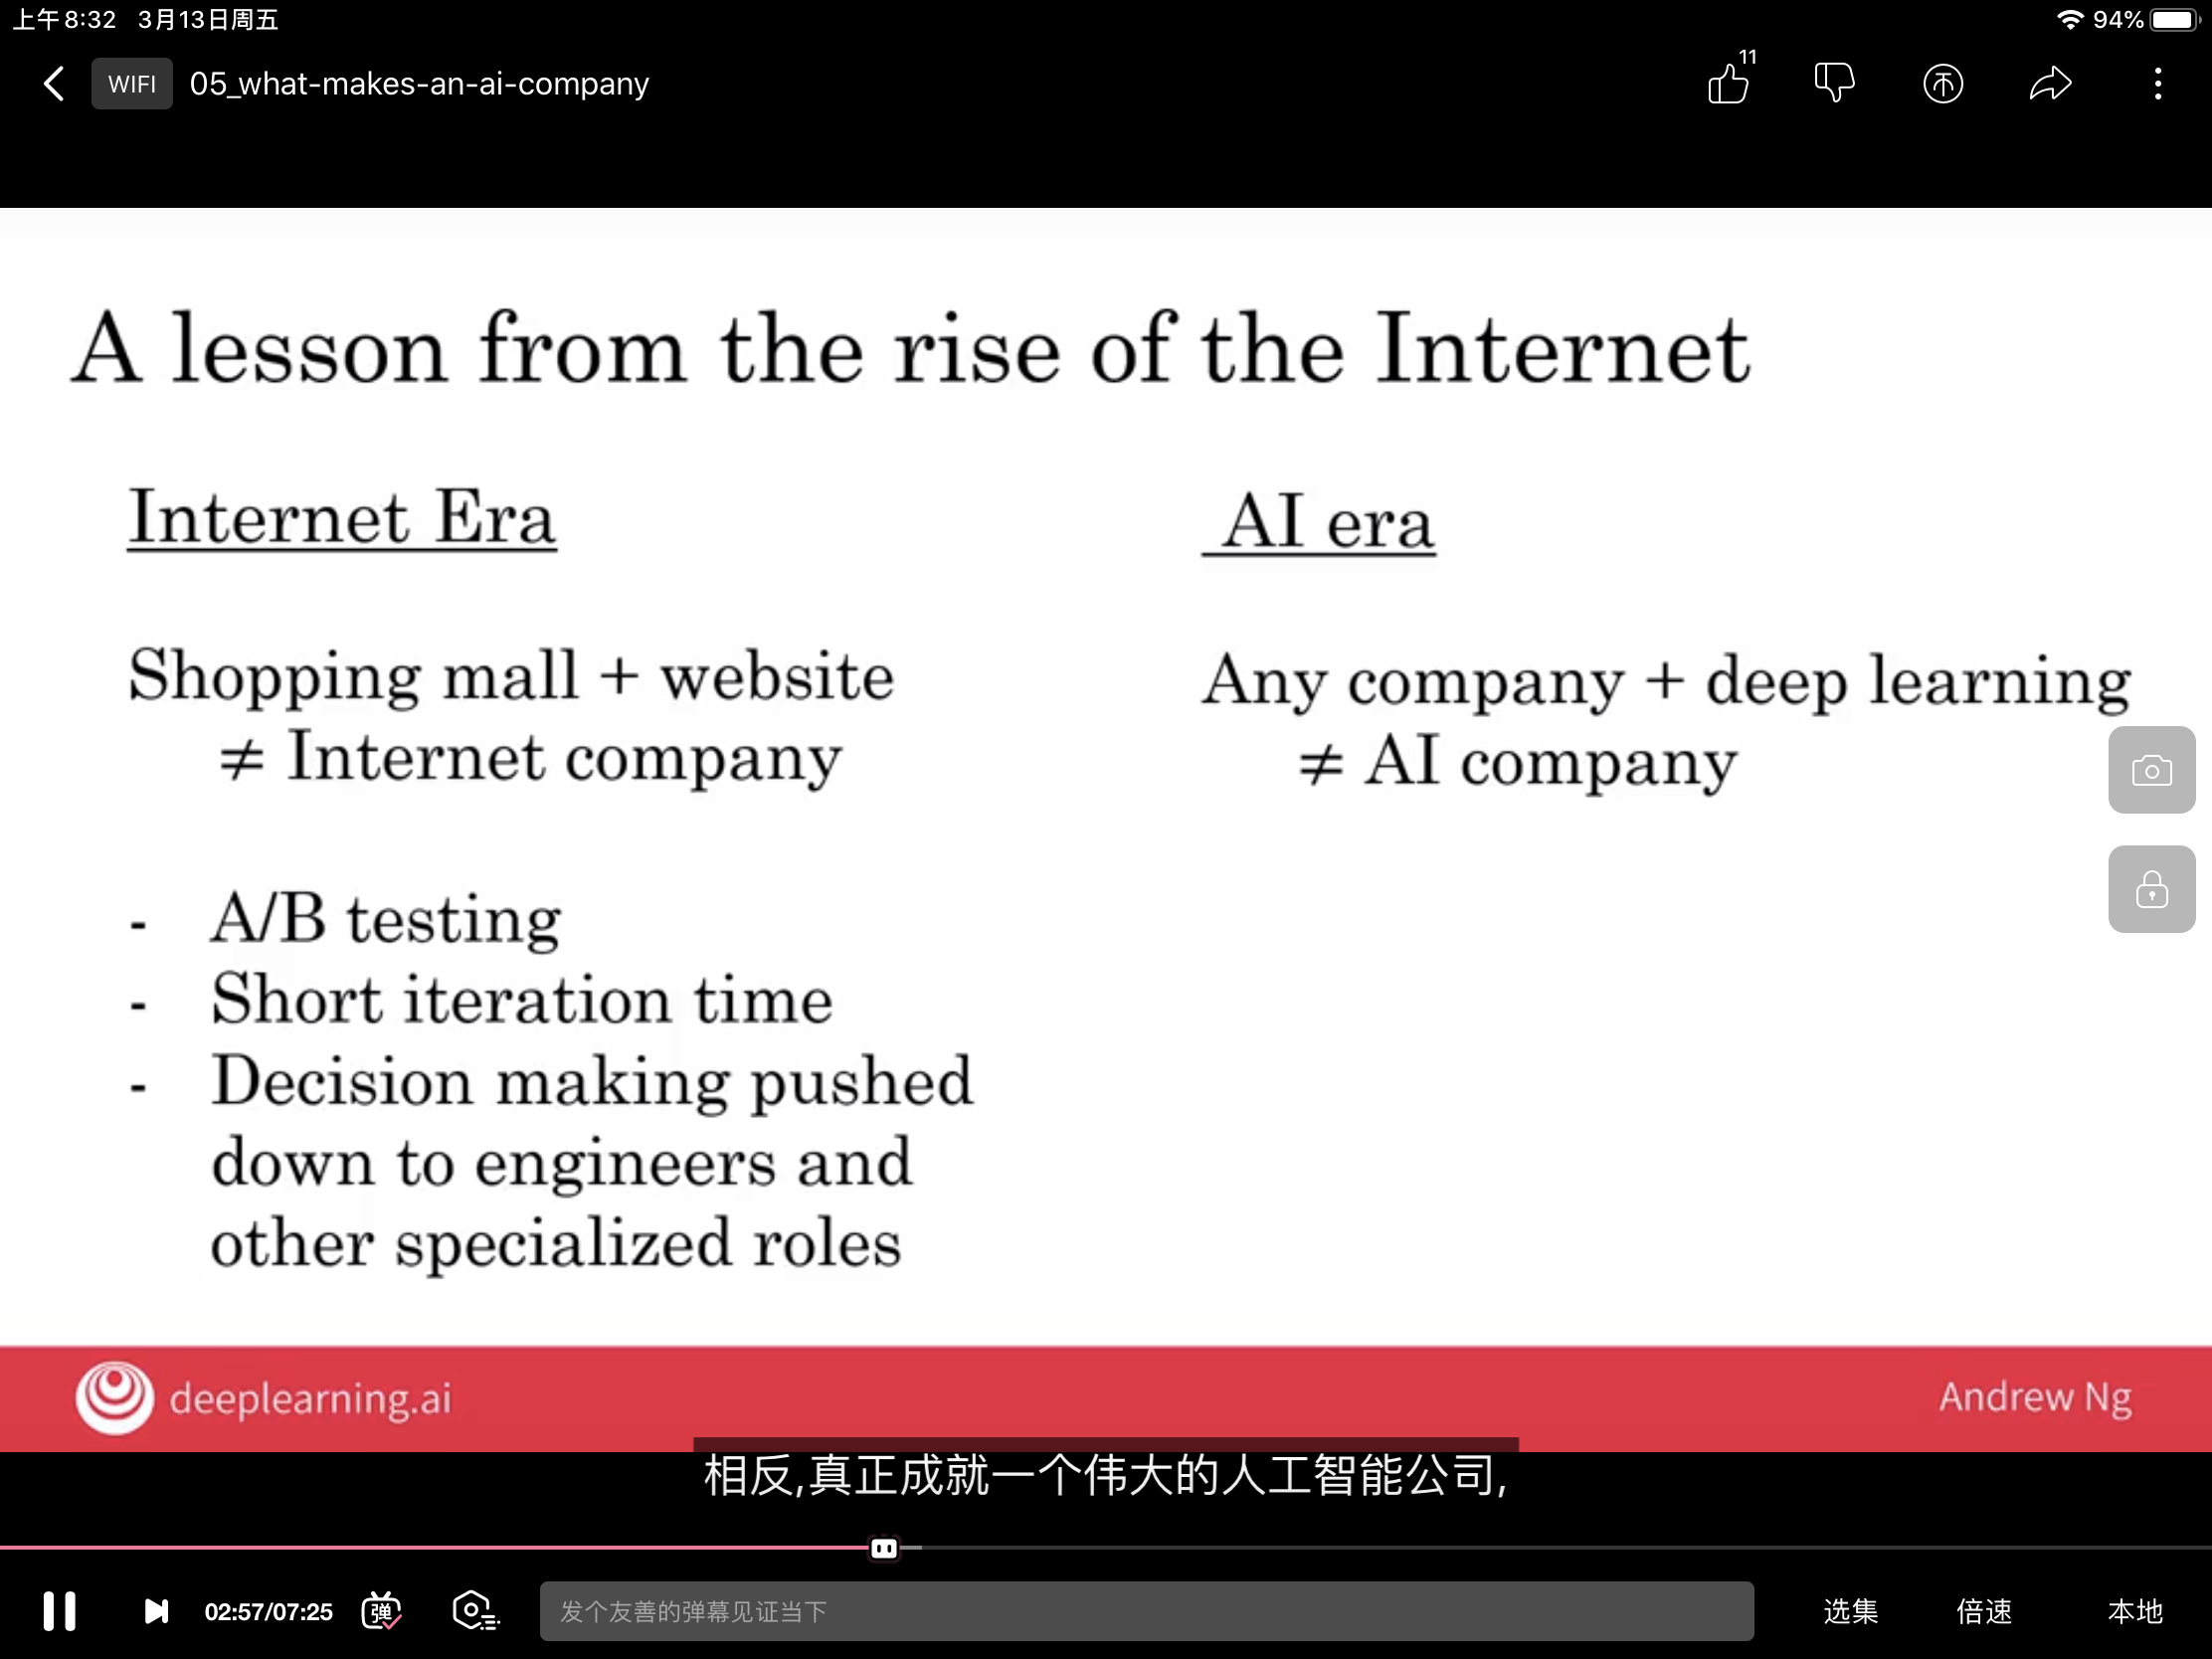 上午8:32 3月13日周五
94%
WIFI 05_what-makes-an-ai-company
11
A lesson from the rise of the Internet
Internet Era
Shopping mall + website
≠ Internet company
- A/B testing
- Short iteration time
- Decision making pushed
down to engineers and
other specialized roles
AI era
Any company + deep learning
≠ AI company
deeplearning.ai
Andrew Ng
相反,真正成就一个伟大的人工智能公司,
02:57/07:25
弹
发个友善的弹幕见证当下
选集
倍速
本地